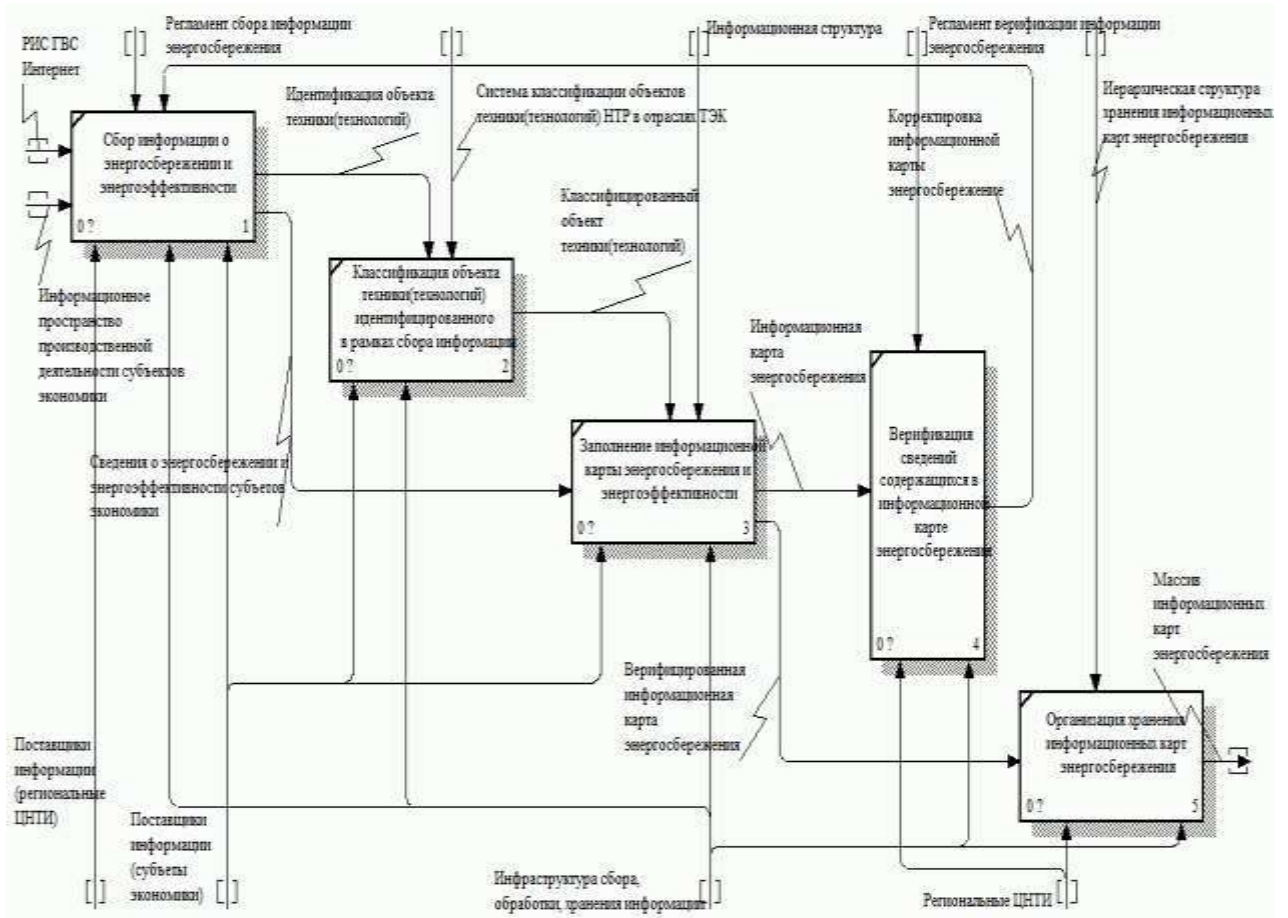 РИС ГВС
Интернет
Регламент сбора информации
энергосбережения
Информационная структура
Регламент верификации информации
энергосбережения
Идентификация объекта
техники(технологий)
Система классификации объектов
техники(технологий) НТР в отраслях ТЭК
Корректировка
информационной
карты
энергосбережение
Иерархическая структура
хранения информационных
карт энергосбережения
Сбор информации о
энергосбережении и
энергоэффективности
0 ?
1
Классифицированный
объект
техники(технологий)
Классификация объекта
техники(технологий)
идентифицированного
в рамках сбора информации
0 ?
2
Информационное
пространство
производственной
деятельности субъектов
экономики
Информационная
карта
энергосбережения
Сведения о энергосбережении и
энергоэффективности субъетов
экономики
Заполнение информационной
карты энергосбережения и
энергоэффективности
0 ?
3
Верификация
сведений
содержащихся в
информационной
карте
энергосбережения
0 ?
4
Массив
информационных
карт
энергосбережения
Верифицированная
информационная
карта
энергосбережения
Организация хранения
информационных карт
энергосбережения
0 ?
5
Поставщики
информации
(региональные
ЦНТИ)
Поставщики
информации
(субъеты
экономики)
Инфраструктура сбора,
обработки, хранения информации
Региональные ЦНТИ